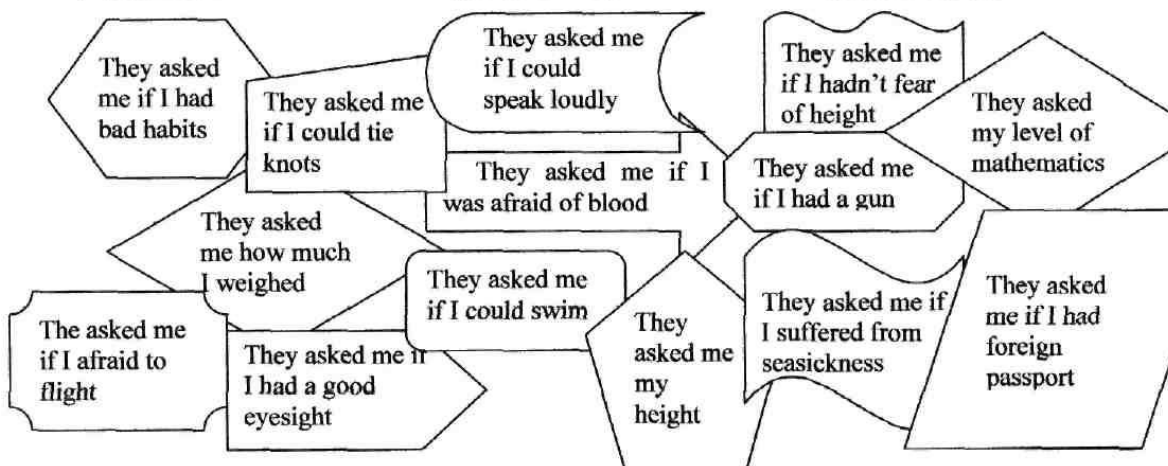 They asked
me if I had
bad habits
They asked me
if I could tie
knots
They asked me
if I could
speak loudly
They asked me
if I hadn't fear
of height
They asked
my level of
mathematics
They asked me if I
was afraid of blood
They asked me
if I had a gun
They asked
me how much
I weighed
They asked me
if I could swim
The asked me
if I afraid to
flight
They asked me if
I had a good
eyesight
They
asked me
my
height
They asked me if
I suffered from
seasickness
They asked
me if I had
foreign
passport